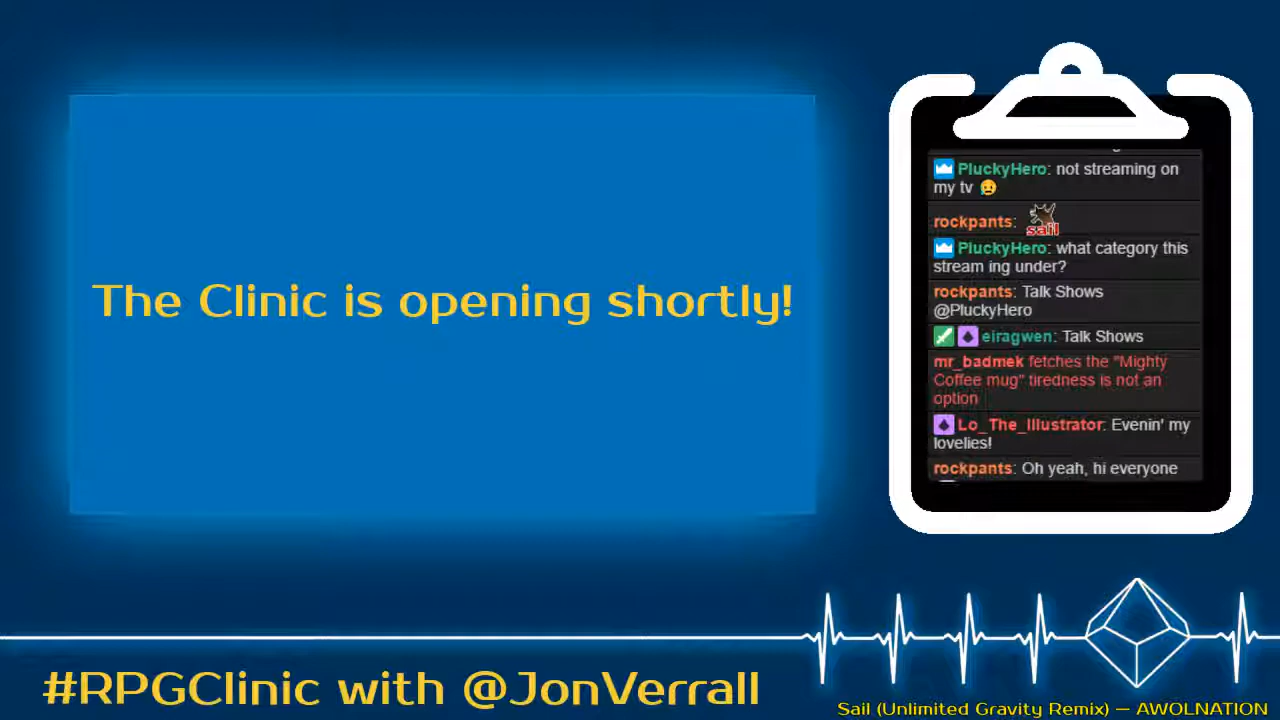 The Clinic is opening shortly!
PluckyHero: not streaming on
my tv 😥
rockpants: sail
PluckyHero: what category this
stream ing under?
rockpants: Talk Shows
@PluckyHero
eiragwen: Talk Shows
mr_badmek fetches the "Mighty
Coffee mug" tiredness is not an
option
Lo_The_Illustrator: Evenin' my
lovelies!
rockpants: Oh yeah, hi everyone
#RPGClinic with @JonVerrall
Sail (Unlimited Gravity Remix) — AWOLNATION